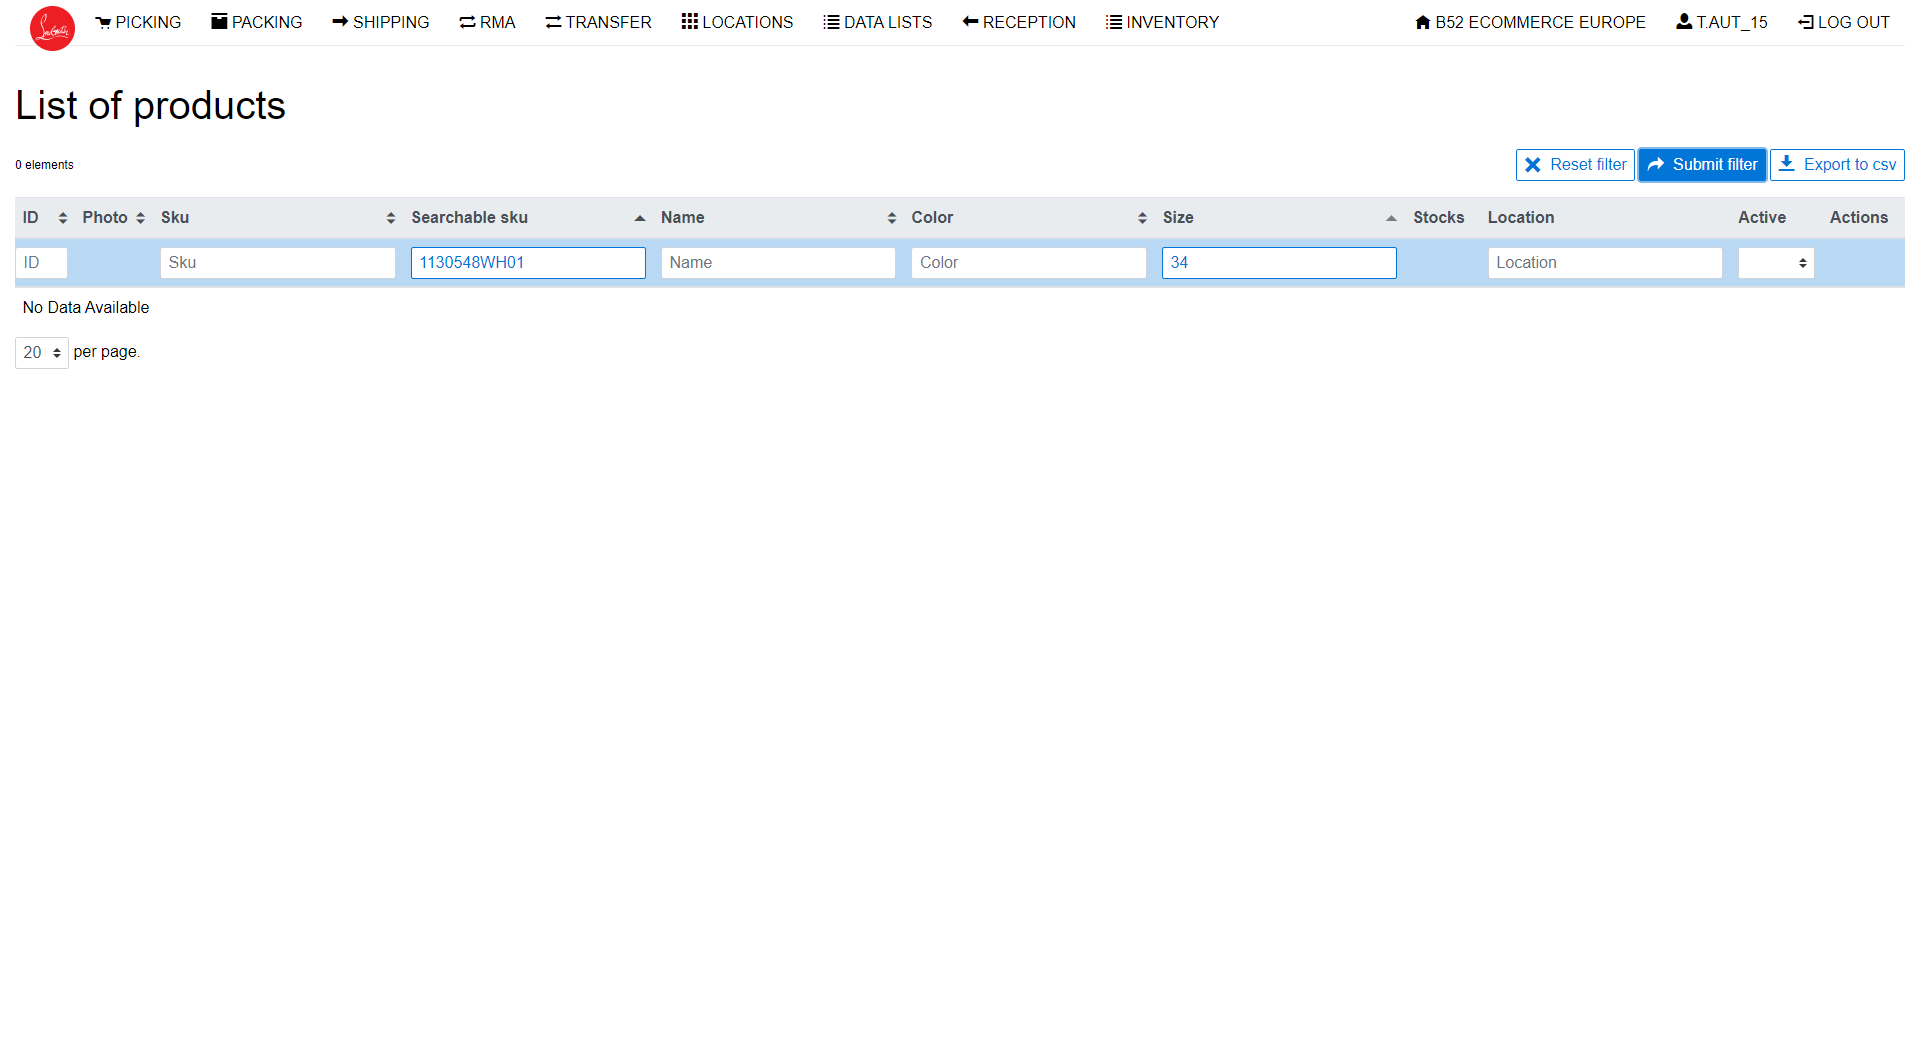 PICKING PACKING SHIPPING RMA TRANSFER LOCATIONS DATA LISTS RECEPTION INVENTORY B52 ECOMMERCE EUROPE T.AUT_15 LOG OUT
List of products
0 elements Reset filter Submit filter Export to csv
ID Photo Sku Searchable sku Name Color Size Stocks Location Active Actions
ID Sku 1130548WH01 Name Color 34 Location
No Data Available
20 per page.